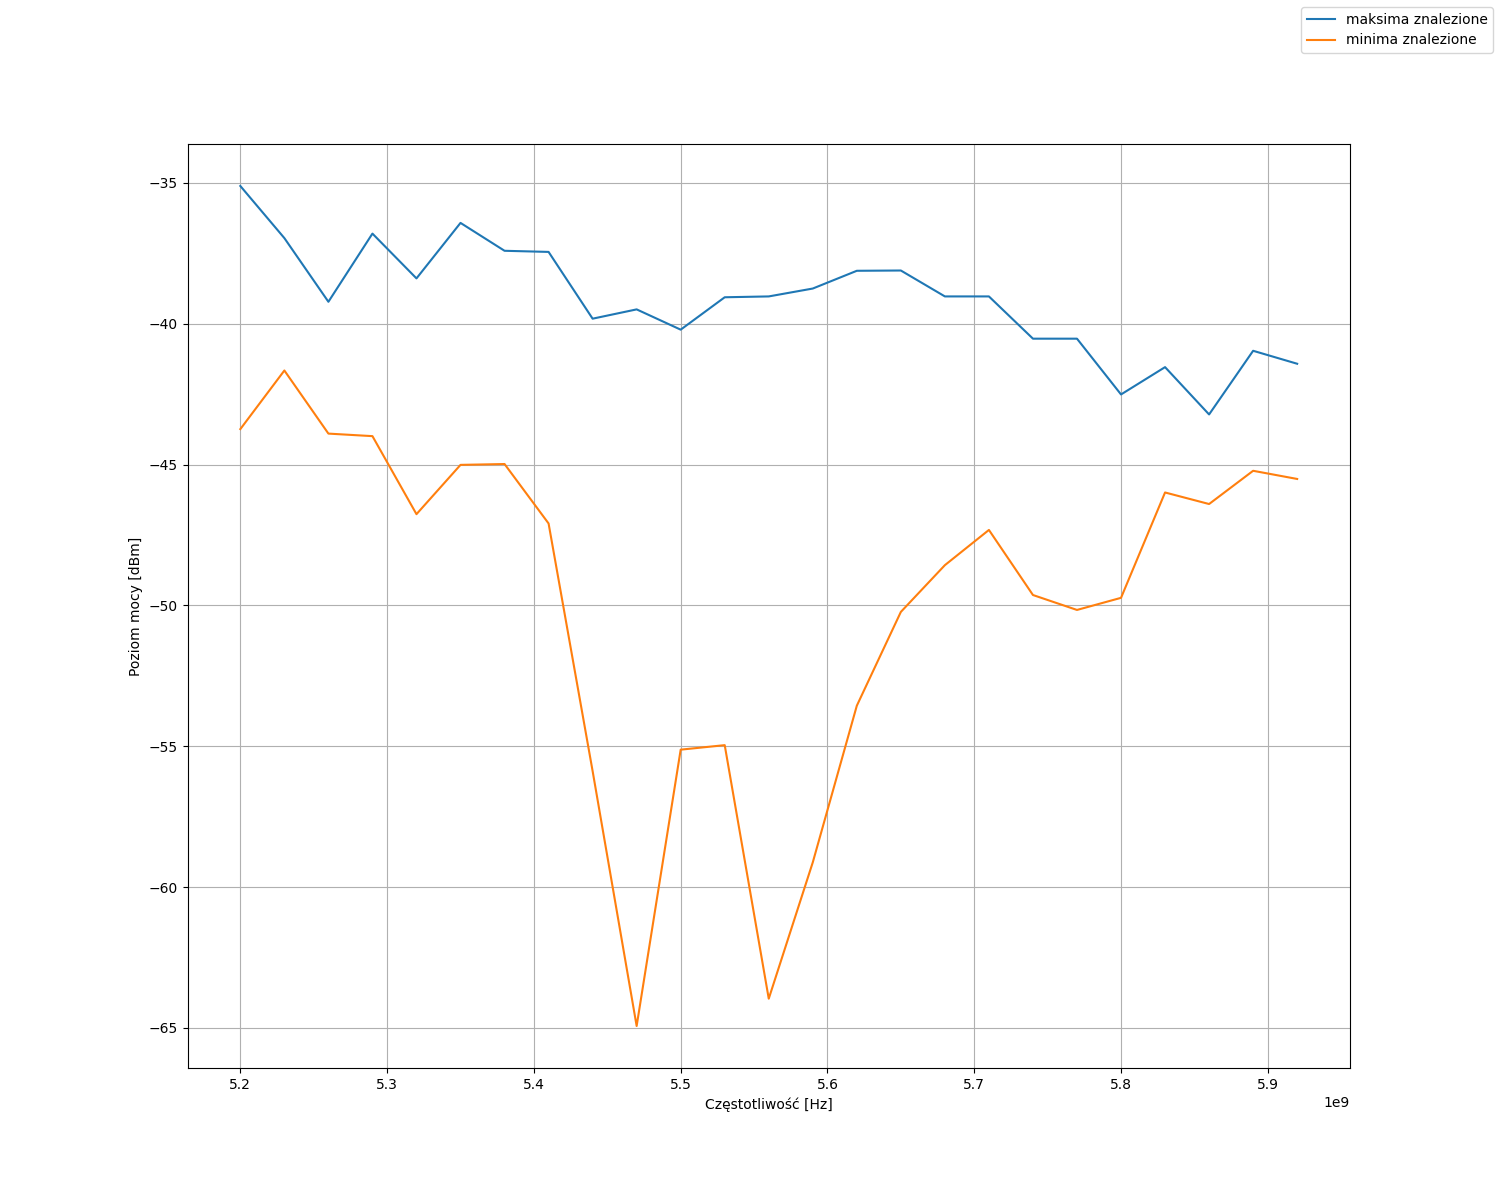 maksima znalezione
minima znalezione
−35
−40
−45
−50
−55
−60
−65
Poziom mocy [dBm]
5.2 5.3 5.4 5.5 5.6 5.7 5.8 5.9
Częstotliwość [Hz]
1e9